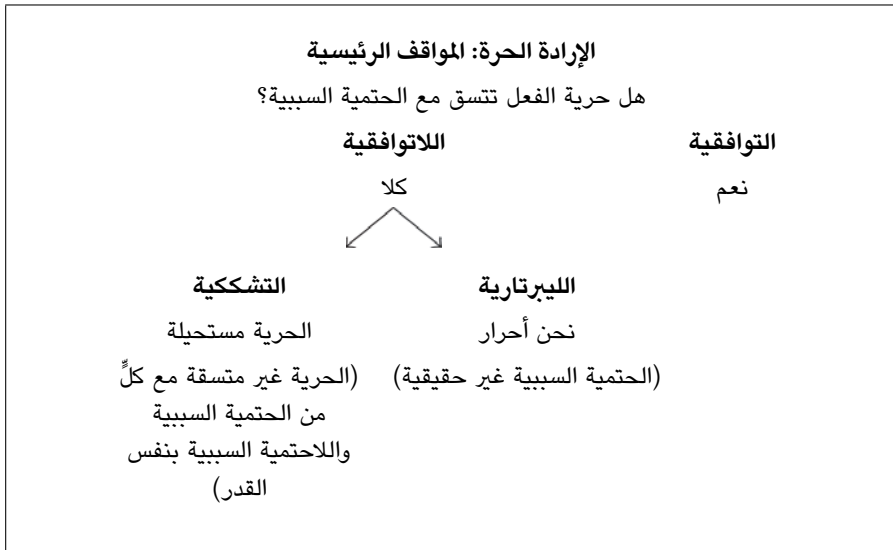 الإرادة الحرة: المواقف الرئيسية
هل حرية الفعل تتسق مع الحتمية السببية؟
التوافقية
اللاتوافقية
نعم
كلا
الليبرتارية
التشككية
نحن أحرار
الحرية مستحيلة
(الحتمية السببية غير حقيقية)
(الحرية غير متسقة مع كلٍّ
من الحتمية السببية
واللاحتمية السببية بنفس
القدر)